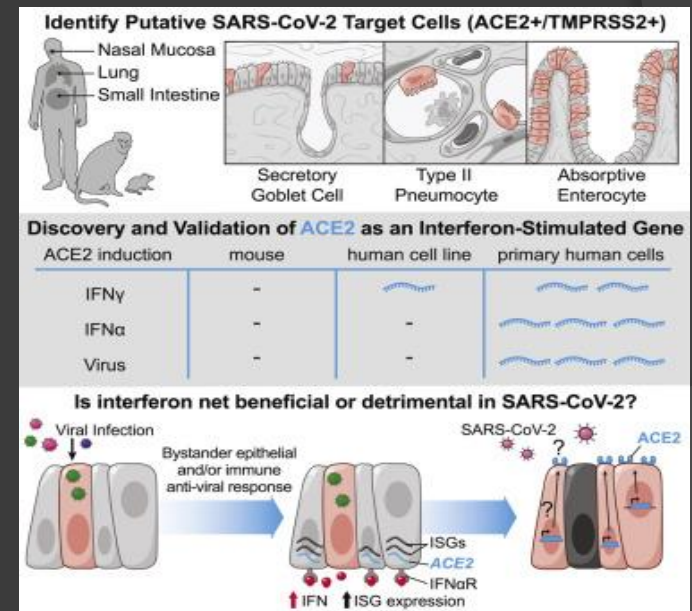 Identify Putative SARS-CoV-2 Target Cells (ACE2+/TMPRSS2+)
Nasal Mucosa
Lung
Small Intestine
Secretory
Goblet Cell
Type II
Pneumocyte
Absorptive
Enterocyte
Discovery and Validation of ACE2 as an Interferon-Stimulated Gene
ACE2 induction mouse human cell line primary human cells
IFNγ -
IFNα - -
Virus - -
Is interferon net beneficial or detrimental in SARS-CoV-2?
Viral Infection
Bystander epithelial
and/or immune
anti-viral response
ISGs
ACE2
IFNαR
↑ IFN ↑ ISG expression
SARS-CoV-2
?
ACE2
?